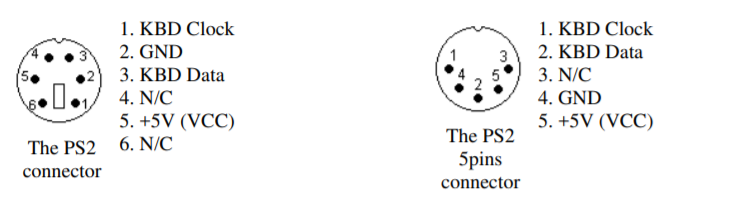 4 3
5 2
6 1
1. KBD Clock
2. GND
3. KBD Data
4. N/C
5. +5V (VCC)
6. N/C
The PS2
connector
1 3
4 5
2
1. KBD Clock
2. KBD Data
3. N/C
4. GND
5. +5V (VCC)
The PS2
5pins
connector